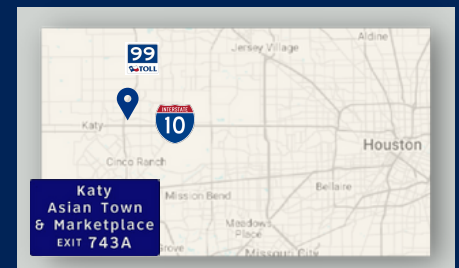 Aldine
99
TOLL
Jersey Village
INTERSTATE
10
Katy
Houston
Cinco Ranch
Katy
Asian Town
& Marketplace
EXIT 743A
Mission Bend
Bellaire
Meadows
Place
Grove
Missouri City